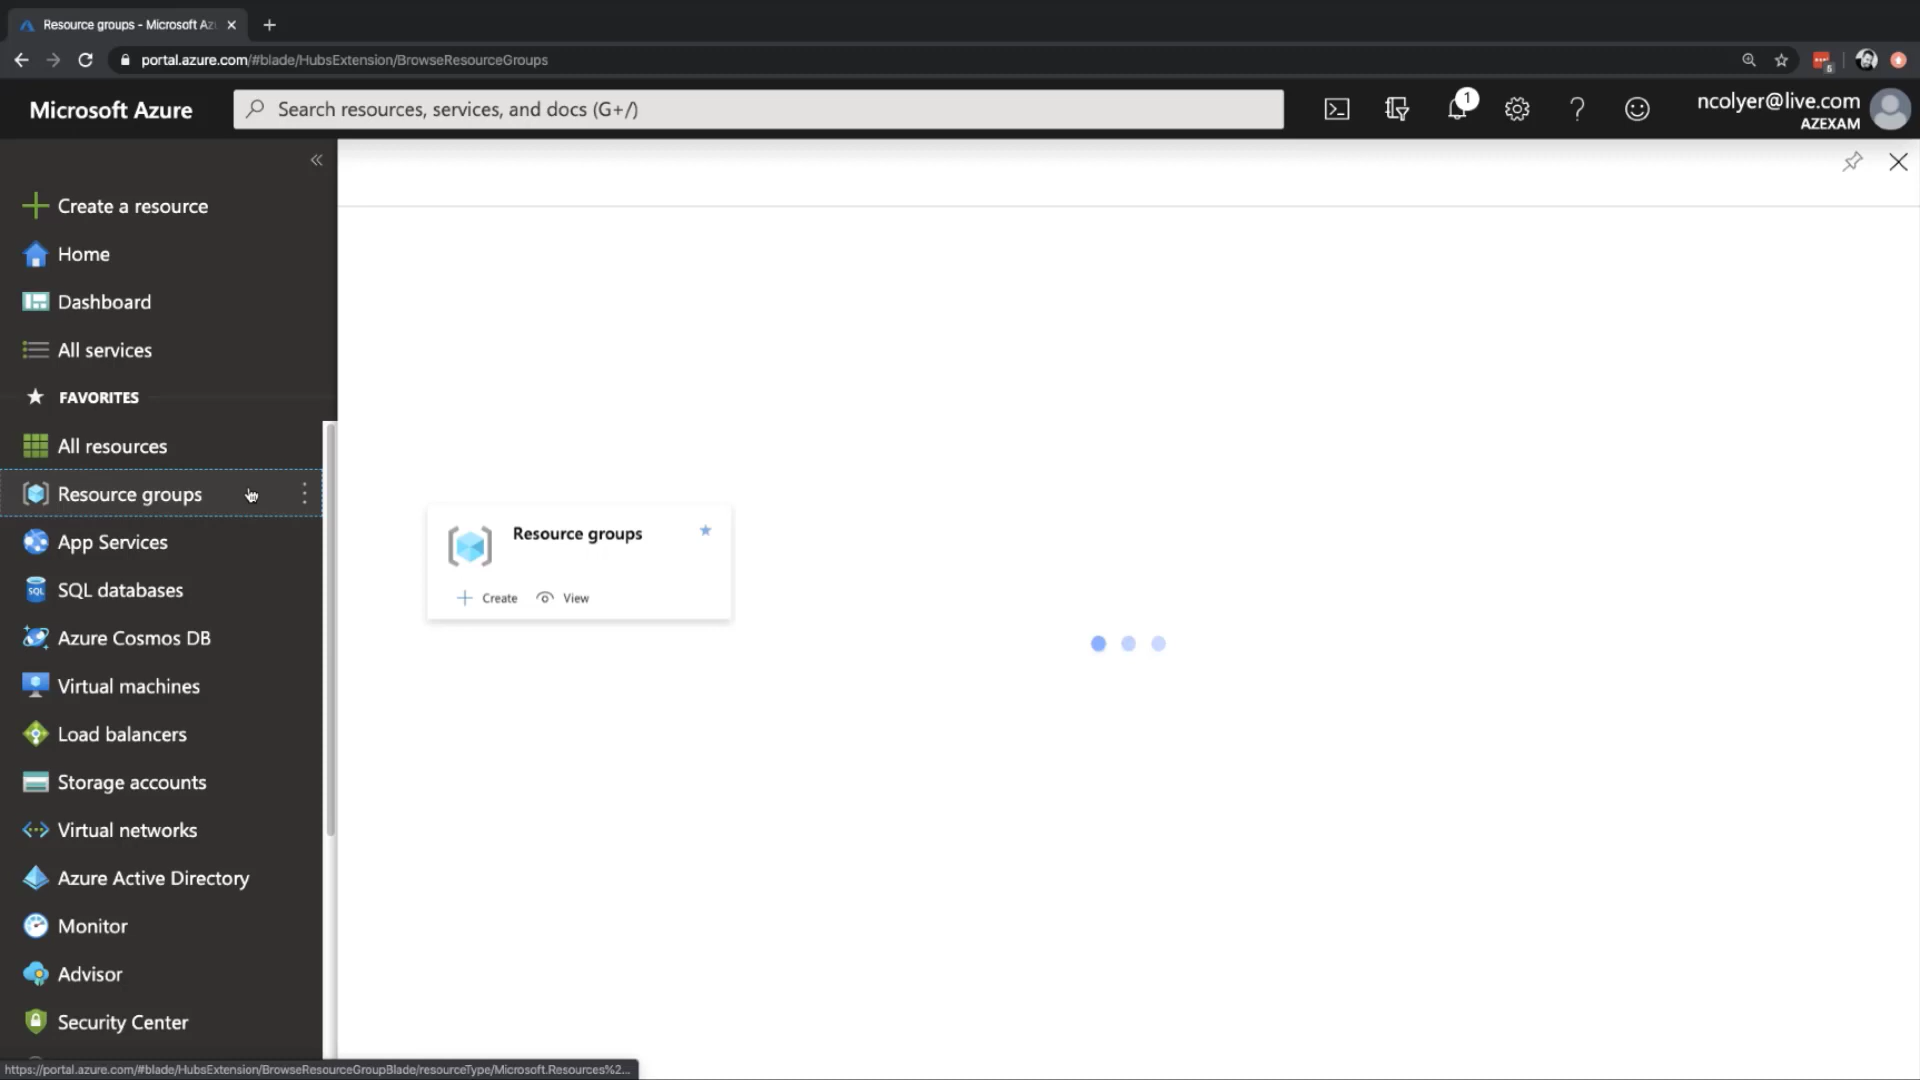 Resource groups - Microsoft Az
portal.azure.com/#blade/HubsExtension/BrowseResourceGroups
6
Microsoft Azure
Search resources, services, and docs (G+/)
1
ncolyer@live.com
AZEXAM
Create a resource
Home
Dashboard
All services
FAVORITES
All resources
Resource groups
App Services
SQL databases
Azure Cosmos DB
Virtual machines
Load balancers
Storage accounts
Virtual networks
Azure Active Directory
Monitor
Advisor
Security Center
Resource groups
Create
View
https://portal.azure.com/#blade/HubsExtension/BrowseResourceGroupBlade/resourceType/Microsoft.Resources%2...